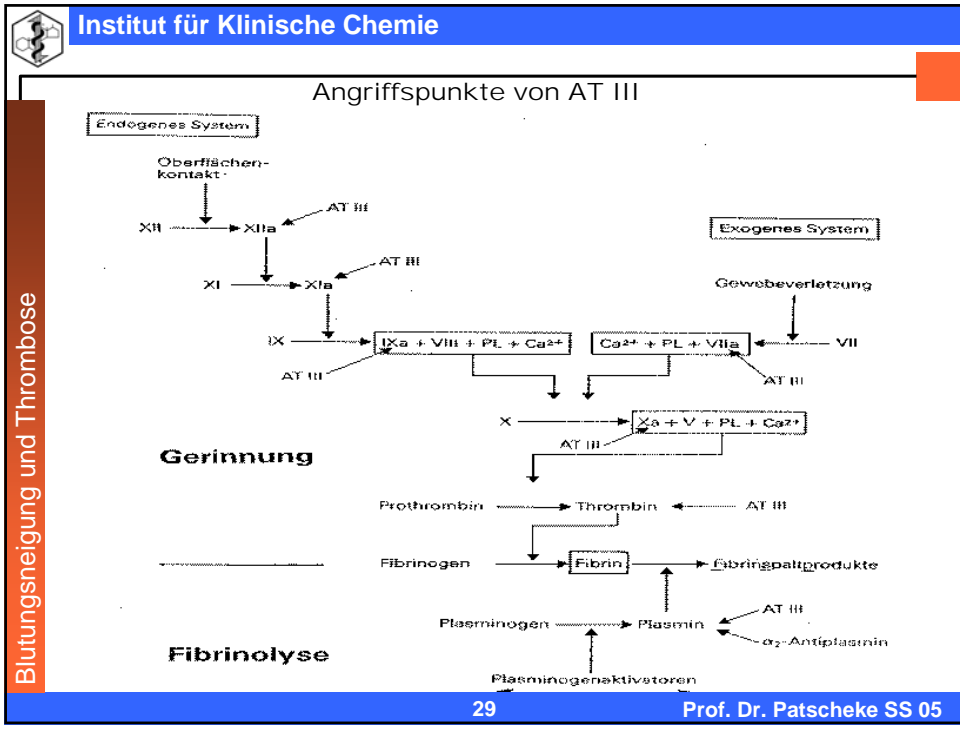 Institut für Klinische Chemie
Angriffspunkte von AT III
Endogenes System
Oberflächen-
kontakt
AT III
XII XIIa
Exogenes System
AT III
XI XIa
Gewebeverletzung
IX IXa + VIII + PL + Ca²⁺ Ca²⁺ + PL + VIIa VII
AT III AT III
X Xa + V + PL + Ca²⁺
AT III
Gerinnung
Prothrombin Thrombin AT III
Fibrinogen Fibrin Fibrinspaltprodukte
AT III
Plasminogen Plasmin
α₂-Antiplasmin
Fibrinolyse
Plasminogenaktivatoren
Blutungsneigung und Thrombose
29 Prof. Dr. Patscheke SS 05